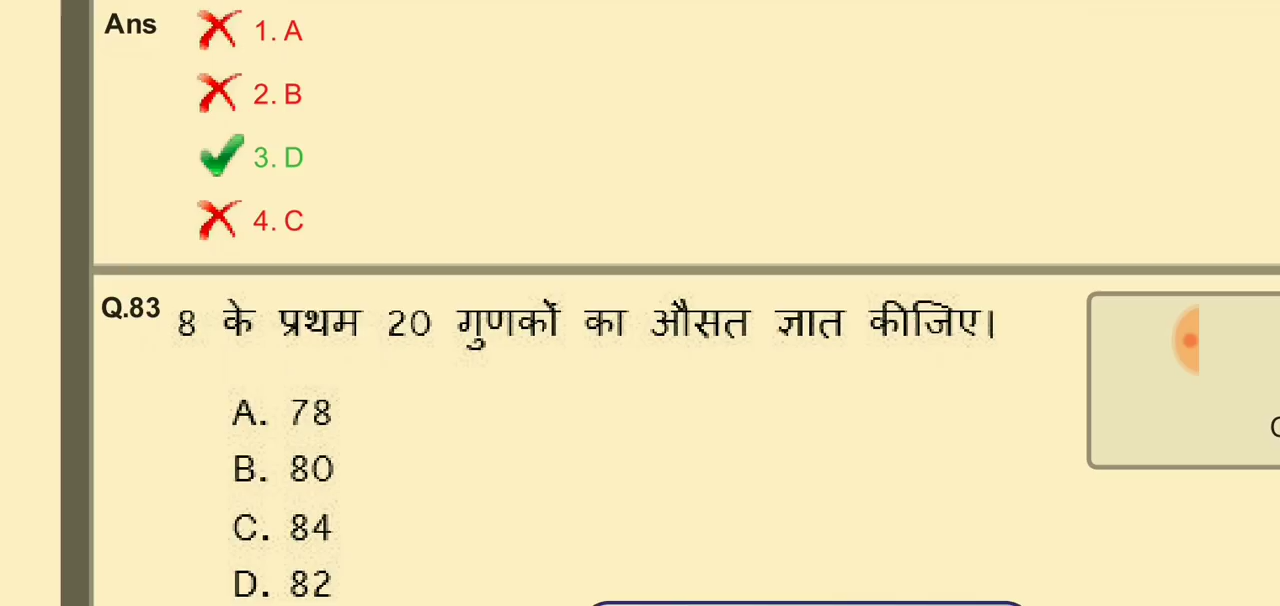 Ans 1. A
2. B
3. D
4. C
Q.83 8 के प्रथम 20 गुणकों का औसत ज्ञात कीजिए।
A. 78
B. 80
C. 84
D. 82